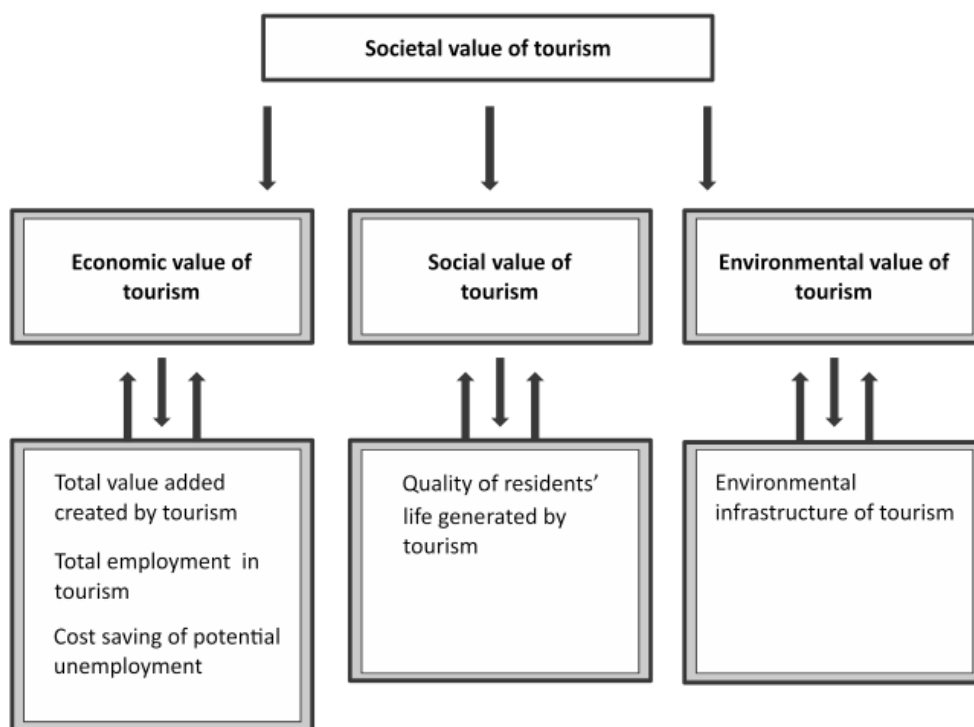 Societal value of tourism
Economic value of
tourism
Social value of
tourism
Environmental value of
tourism
Total value added
created by tourism
Total employment in
tourism
Cost saving of potential
unemployment
Quality of residents’
life generated by
tourism
Environmental
infrastructure of tourism